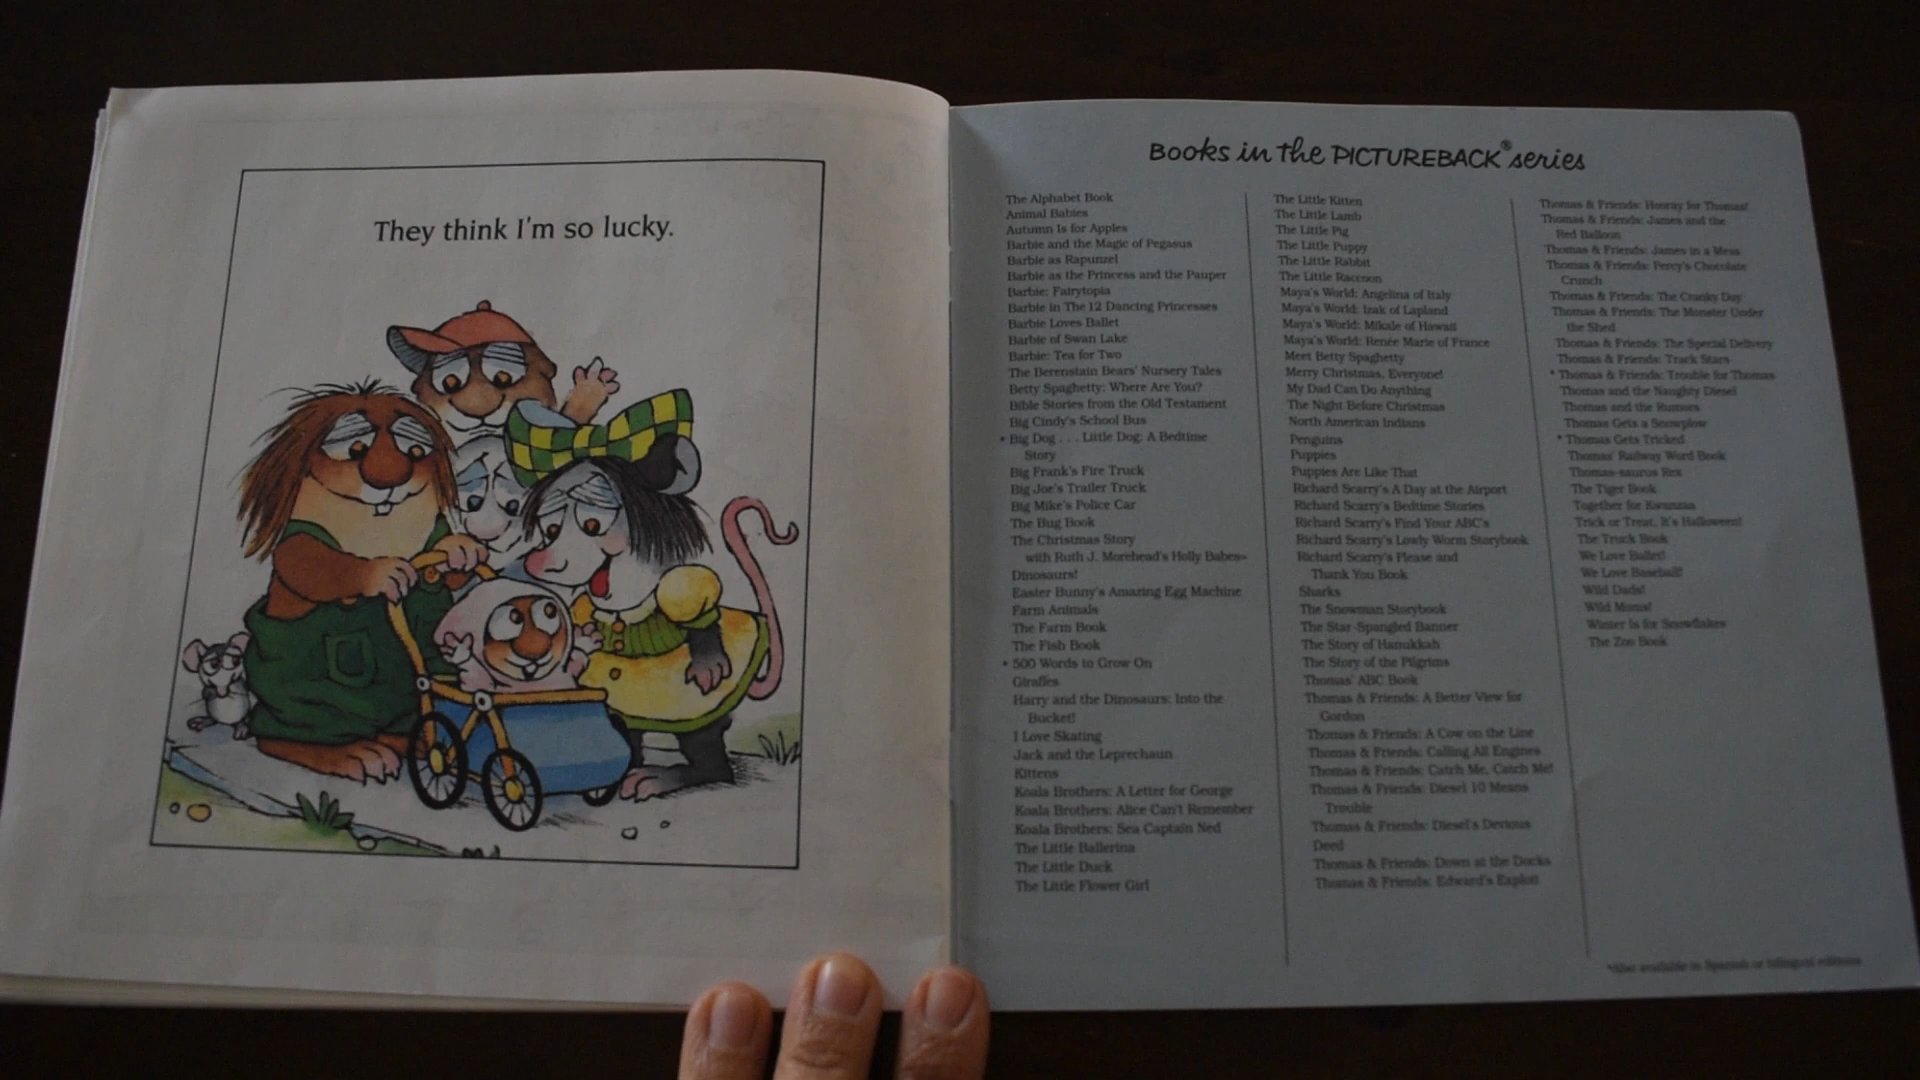 They think I'm so lucky.
Books in the PICTUREBACK® series
The Alphabet Book
Animal Babies
Autumn Is for Apples
Barbie and the Magic of Pegasus
Barbie as Rapunzel
Barbie as the Princess and the Pauper
Barbie: Fairytopia
Barbie in The 12 Dancing Princesses
Barbie Loves Ballet
Barbie of Swan Lake
Barbie: Tea for Two
The Berenstain Bears' Nursery Tales
Betty Spaghetty: Where Are You?
Bible Stories from the Old Testament
Big Cindy's School Bus
* Big Dog . . . Little Dog: A Bedtime
Story
Big Frank's Fire Truck
Big Joe's Trailer Truck
Big Mike's Police Car
The Bug Book
The Christmas Story
with Ruth J. Morehead's Holly Babes
Dinosaurs!
Easter Bunny's Amazing Egg Machine
Farm Animals
The Farm Book
The Fish Book
* 500 Words to Grow On
Giraffes
Harry and the Dinosaurs: Into the
Bucket!
I Love Skating
Jack and the Leprechaun
Kittens
Koala Brothers: A Letter for George
Koala Brothers: Alice Can't Remember
Koala Brothers: Sea Captain Ned
The Little Ballerina
The Little Duck
The Little Flower Girl
The Little Kitten
The Little Lamb
The Little Pig
The Little Puppy
The Little Rabbit
The Little Raccoon
Maya's World: Angelina of Italy
Maya's World: Izak of Lapland
Maya's World: Mikale of Hawaii
Maya's World: Renée Marie of France
Meet Betty Spaghetty
Merry Christmas, Everyone!
My Dad Can Do Anything
The Night Before Christmas
North American Indians
Penguins
Puppies
Puppies Are Like That
Richard Scarry's A Day at the Airport
Richard Scarry's Bedtime Stories
Richard Scarry's Find Your ABC's
Richard Scarry's Lowly Worm Storybook
Richard Scarry's Please and
Thank You Book
Sharks
The Snowman Storybook
The Star-Spangled Banner
The Story of Hanukkah
The Story of the Pilgrims
Thomas' ABC Book
Thomas & Friends: A Better View for
Gordon
Thomas & Friends: A Cow on the Line
Thomas & Friends: Calling All Engines
Thomas & Friends: Catch Me, Catch Me!
Thomas & Friends: Diesel 10 Means
Trouble
Thomas & Friends: Diesel's Devious
Deed
Thomas & Friends: Down at the Docks
Thomas & Friends: Edward's Exploit
Thomas & Friends: Hooray for Thomas!
Thomas & Friends: James and the
Red Balloon
Thomas & Friends: James in a Mess
Thomas & Friends: Percy's Chocolate
Crunch
Thomas & Friends: The Cranky Day
Thomas & Friends: The Monster Under
the Shed
Thomas & Friends: The Special Delivery
Thomas & Friends: Track Stars
* Thomas & Friends: Trouble for Thomas
Thomas and the Naughty Diesel
Thomas and the Rumors
Thomas Gets a Snowplow
* Thomas Gets Tricked
Thomas' Railway Word Book
Thomas-saurus Rex
The Tiger Book
Together for Kwanzaa
Trick or Treat, It's Halloween!
The Truck Book
We Love Ballet!
We Love Baseball!
Wild Dads!
Wild Moms!
Winter Is for Snowflakes
The Zoo Book
*Also available in Spanish or bilingual editions